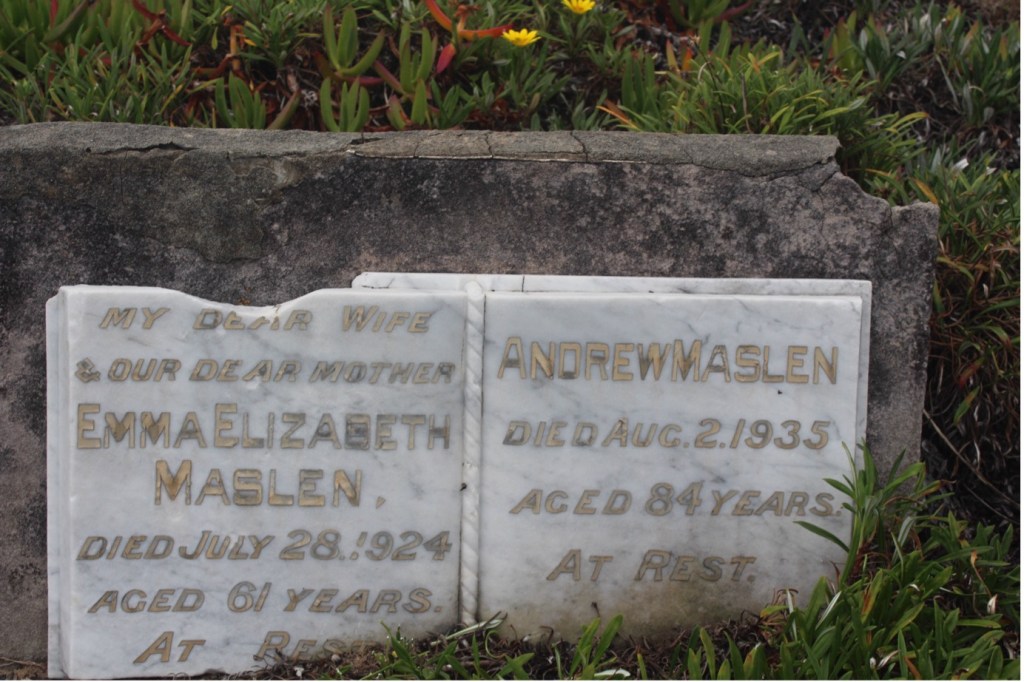 MY DEAR WIFE
& OUR DEAR MOTHER
EMMA ELIZABETH
MASLEN,
DIED JULY 28. 1924
AGED 61 YEARS.
AT REST
ANDREW MASLEN
DIED AUG. 2. 1935
AGED 84 YEARS.
AT REST.